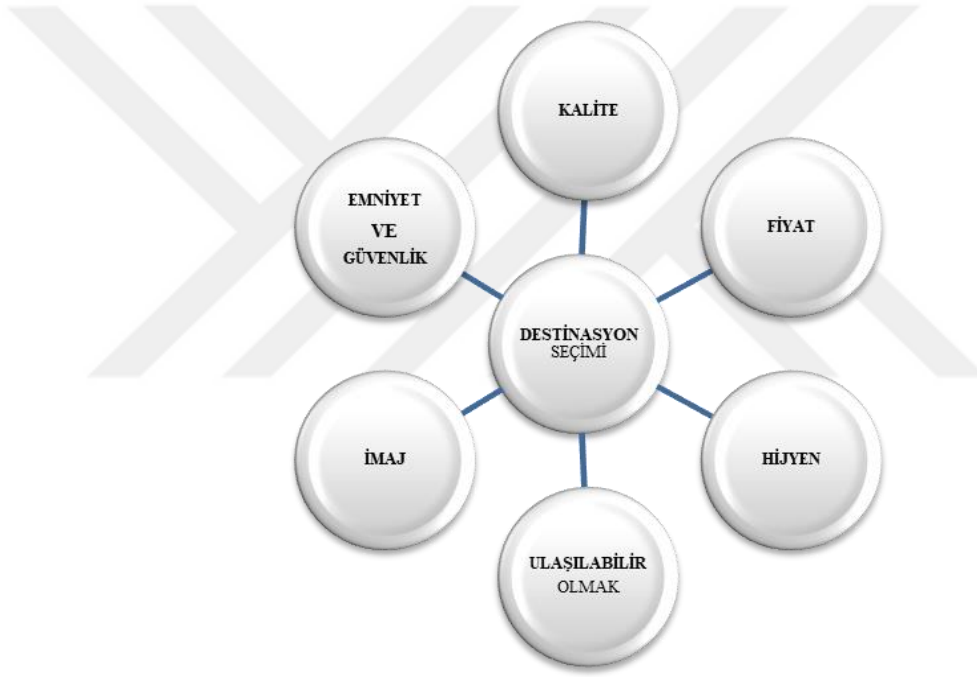 KALİTE
EMNİYET
VE
GÜVENLİK
FİYAT
DESTİNASYON
SEÇİMİ
İMAJ
HİJYEN
ULAŞILABİLİR
OLMAK